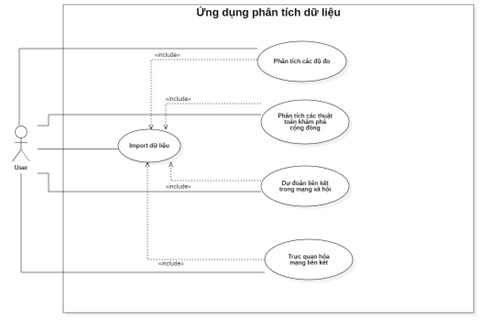 Ứng dụng phân tích dữ liệu
«include»
Phân tích các độ đo
«include»
Phân tích các thuật
toán khám phá
cộng đồng
Import dữ liệu
User
Dự đoán liên kết
trong mạng xã hội
«include»
Trực quan hóa
mạng liên kết
«include»